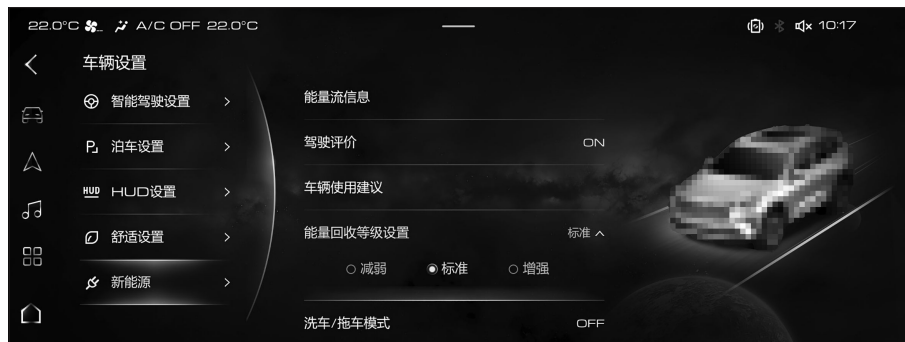 22.0°C A/C OFF 22.0°C 10:17
车辆设置
智能驾驶设置
泊车设置
HUD HUD设置
舒适设置
新能源
能量流信息
驾驶评价 ON
车辆使用建议
能量回收等级设置 标准
减弱 标准 增强
洗车/拖车模式 OFF